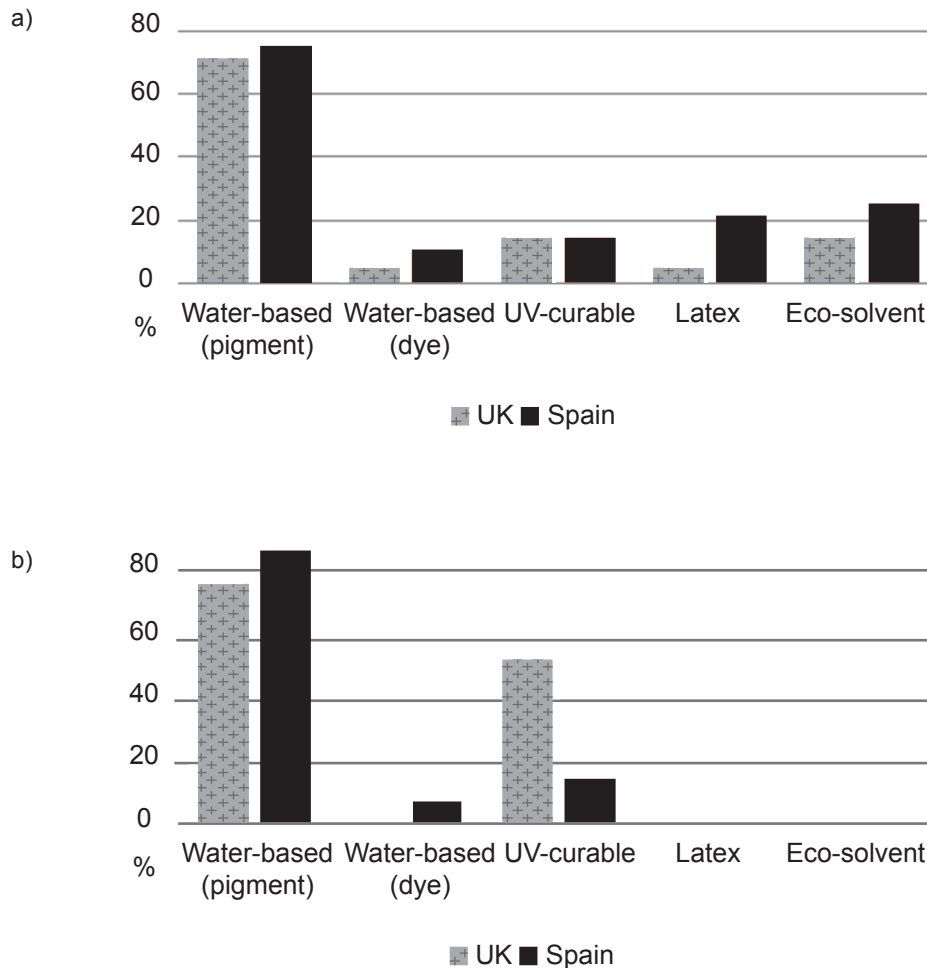 a)
80
60
40
20
0
%
Water-based Water-based UV-curable Latex Eco-solvent
(pigment) (dye)
UK Spain
b)
80
60
40
20
0
%
Water-based Water-based UV-curable Latex Eco-solvent
(pigment) (dye)
UK Spain